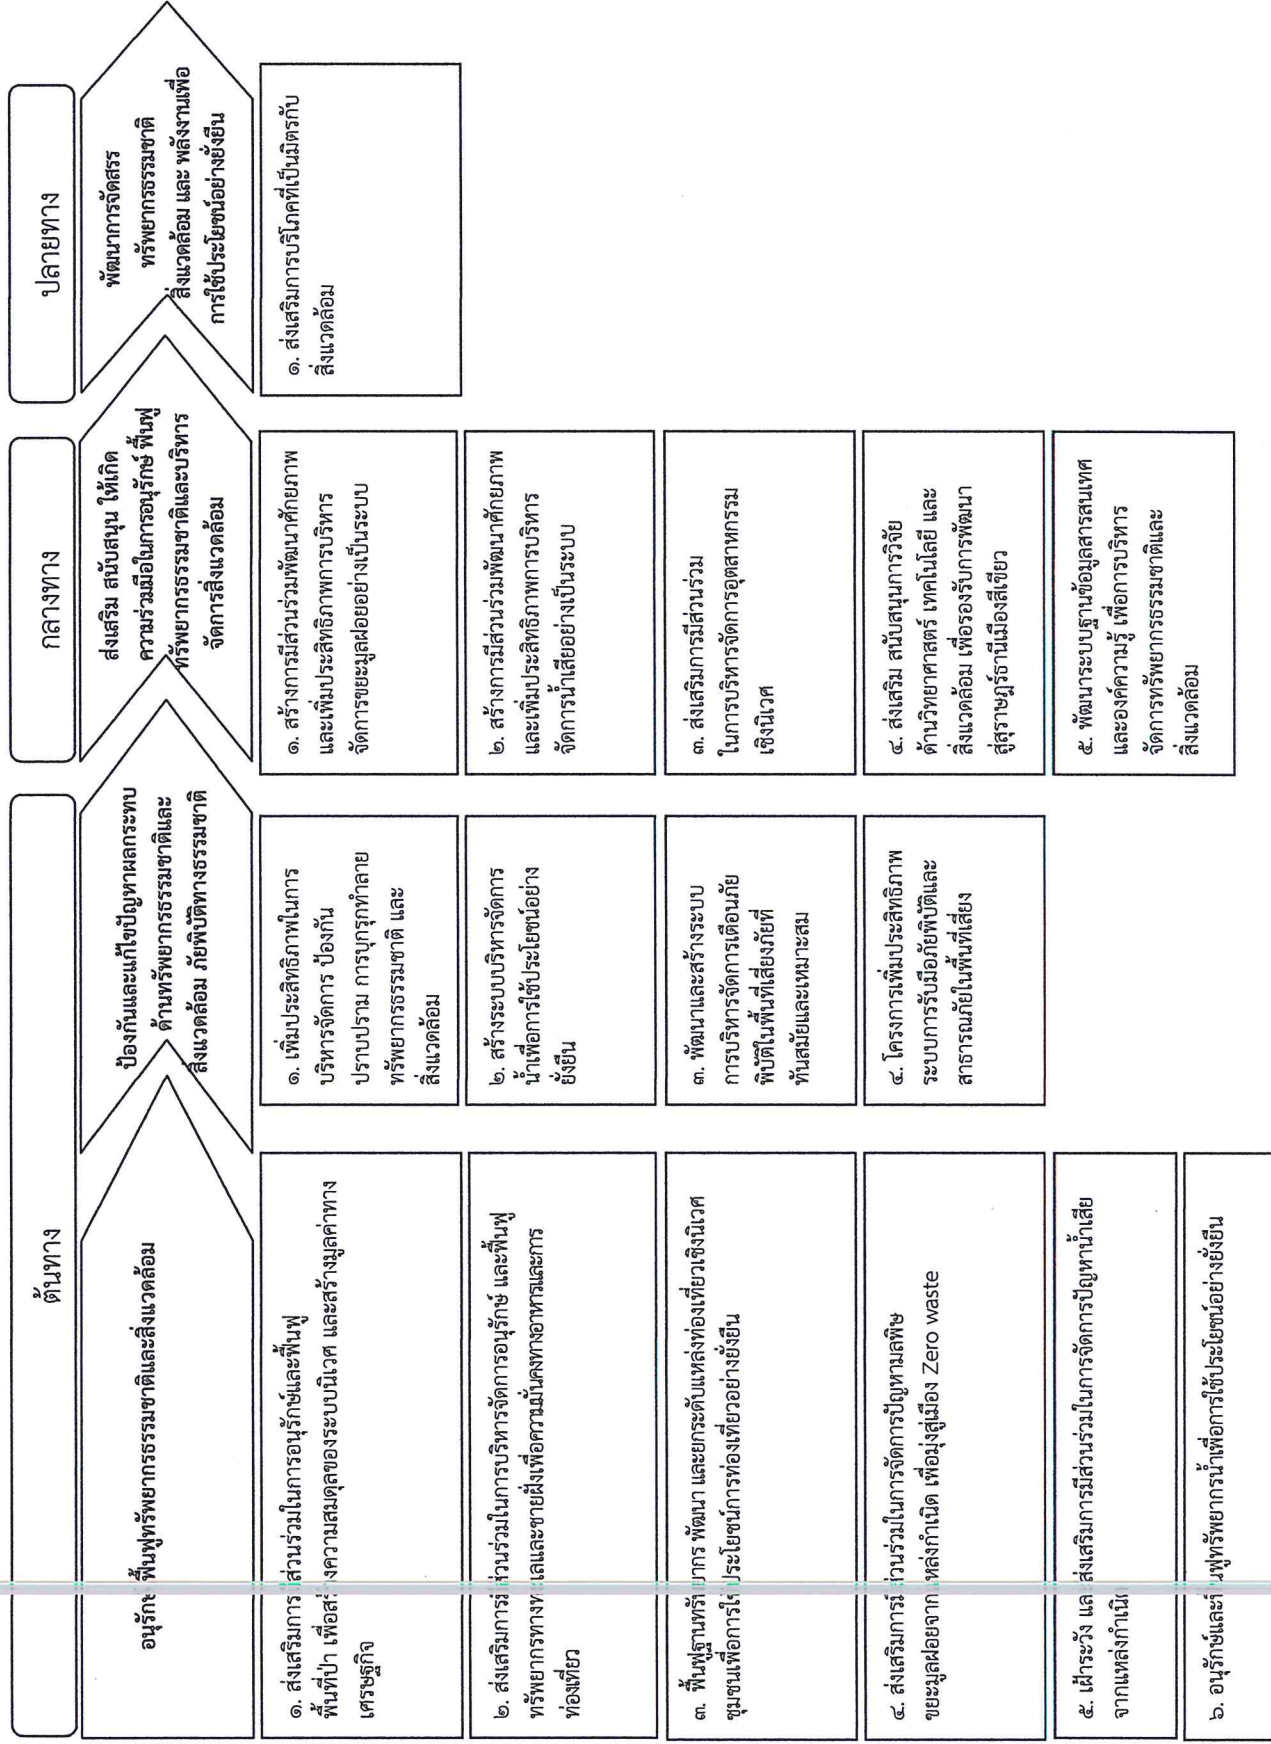 ต้นทาง
กลางทาง
ปลายทาง
อนุรักษ์ ฟื้นฟูทรัพยากรธรรมชาติและสิ่งแวดล้อม
ป้องกันและแก้ไขปัญหาผลกระทบ
ด้านทรัพยากรธรรมชาติและ
สิ่งแวดล้อม ภัยพิบัติทางธรรมชาติ
ส่งเสริม สนับสนุน ให้เกิด
ความร่วมมือในการอนุรักษ์ ฟื้นฟู
ทรัพยากรธรรมชาติและบริหาร
จัดการสิ่งแวดล้อม
พัฒนาการจัดสรร
ทรัพยากรธรรมชาติ
สิ่งแวดล้อม และ พลังงานเพื่อ
การใช้ประโยชน์อย่างยั่งยืน
๑. ส่งเสริมการมีส่วนร่วมในการอนุรักษ์และฟื้นฟู
พื้นที่ป่า เพื่อสร้างความสมดุลของระบบนิเวศ และสร้างมูลค่าทาง
เศรษฐกิจ
๒. ส่งเสริมการมีส่วนร่วมในการบริหารจัดการอนุรักษ์ และฟื้นฟู
ทรัพยากรทางทะเลและชายฝั่งเพื่อความมั่นคงทางอาหารและการ
ท่องเที่ยว
๓. ฟื้นฟูฐานทรัพยากร พัฒนา และยกระดับแหล่งท่องเที่ยวเชิงนิเวศ
ชุมชนเพื่อการใช้ประโยชน์การท่องเที่ยวอย่างยั่งยืน
๔. ส่งเสริมการมีส่วนร่วมในการจัดการปัญหามลพิษ
ขยะมูลฝอยจากแหล่งกำเนิด เพื่อมุ่งสู่เมือง Zero waste
๕. เฝ้าระวัง และส่งเสริมการมีส่วนร่วมในการจัดการปัญหาน้ำเสีย
จากแหล่งกำเนิด
๖. อนุรักษ์และฟื้นฟูทรัพยากรน้ำเพื่อการใช้ประโยชน์อย่างยั่งยืน
๑. เพิ่มประสิทธิภาพในการ
บริหารจัดการ ป้องกัน
ปราบปราม การบุกรุกทำลาย
ทรัพยากรธรรมชาติ และ
สิ่งแวดล้อม
๒. สร้างระบบบริหารจัดการ
น้ำเพื่อการใช้ประโยชน์อย่าง
ยั่งยืน
๓. พัฒนาและสร้างระบบ
การบริหารจัดการเตือนภัย
พิบัติในพื้นที่เสี่ยงภัยที่
ทันสมัยและเหมาะสม
๔. โครงการเพิ่มประสิทธิภาพ
ระบบการรับมือภัยพิบัติและ
สาธารณภัยในพื้นที่เสี่ยง
๑. สร้างการมีส่วนร่วมพัฒนาศักยภาพ
และเพิ่มประสิทธิภาพการบริหาร
จัดการขยะมูลฝอยอย่างเป็นระบบ
๒. สร้างการมีส่วนร่วมพัฒนาศักยภาพ
และเพิ่มประสิทธิภาพการบริหาร
จัดการน้ำเสียอย่างเป็นระบบ
๓. ส่งเสริมการมีส่วนร่วม
ในการบริหารจัดการอุตสาหกรรม
เชิงนิเวศ
๔. ส่งเสริม สนับสนุนการวิจัย
ด้านวิทยาศาสตร์ เทคโนโลยี และ
สิ่งแวดล้อม เพื่อรองรับการพัฒนา
สู่สุราษฎร์ธานีเมืองสีเขียว
๕. พัฒนาระบบฐานข้อมูลสารสนเทศ
และองค์ความรู้ เพื่อการบริหาร
จัดการทรัพยากรธรรมชาติและ
สิ่งแวดล้อม
๑. ส่งเสริมการบริโภคที่เป็นมิตรกับ
สิ่งแวดล้อม